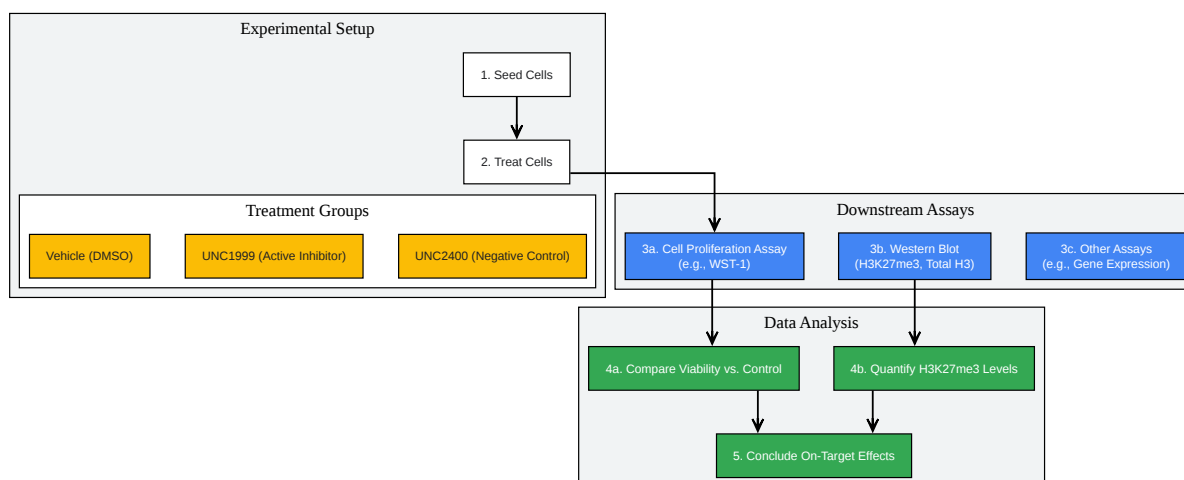 Experimental Setup
1. Seed Cells
2. Treat Cells
Treatment Groups
Vehicle (DMSO)
UNC1999 (Active Inhibitor)
UNC2400 (Negative Control)
Downstream Assays
3a. Cell Proliferation Assay
(e.g., WST-1)
3b. Western Blot
(H3K27me3, Total H3)
3c. Other Assays
(e.g., Gene Expression)
Data Analysis
4a. Compare Viability vs. Control
4b. Quantify H3K27me3 Levels
5. Conclude On-Target Effects